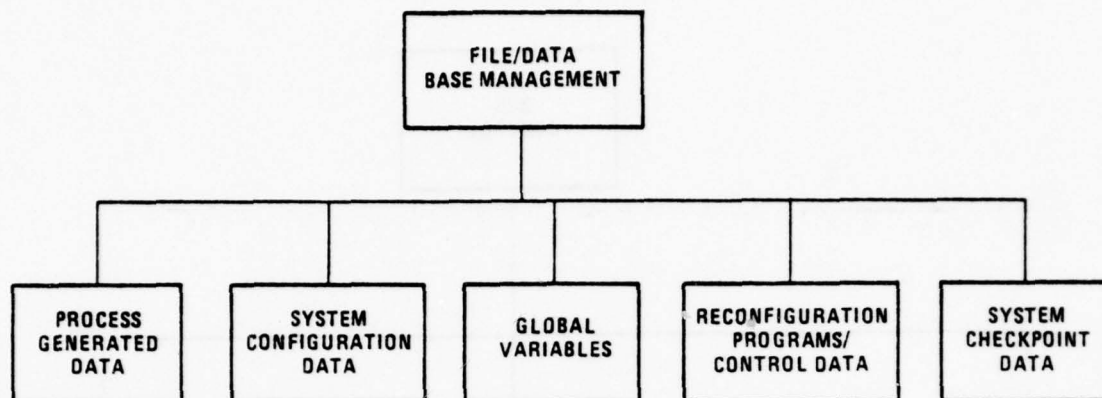 FILE/DATA
BASE MANAGEMENT
PROCESS
GENERATED
DATA
SYSTEM
CONFIGURATION
DATA
GLOBAL
VARIABLES
RECONFIGURATION
PROGRAMS/
CONTROL DATA
SYSTEM
CHECKPOINT
DATA